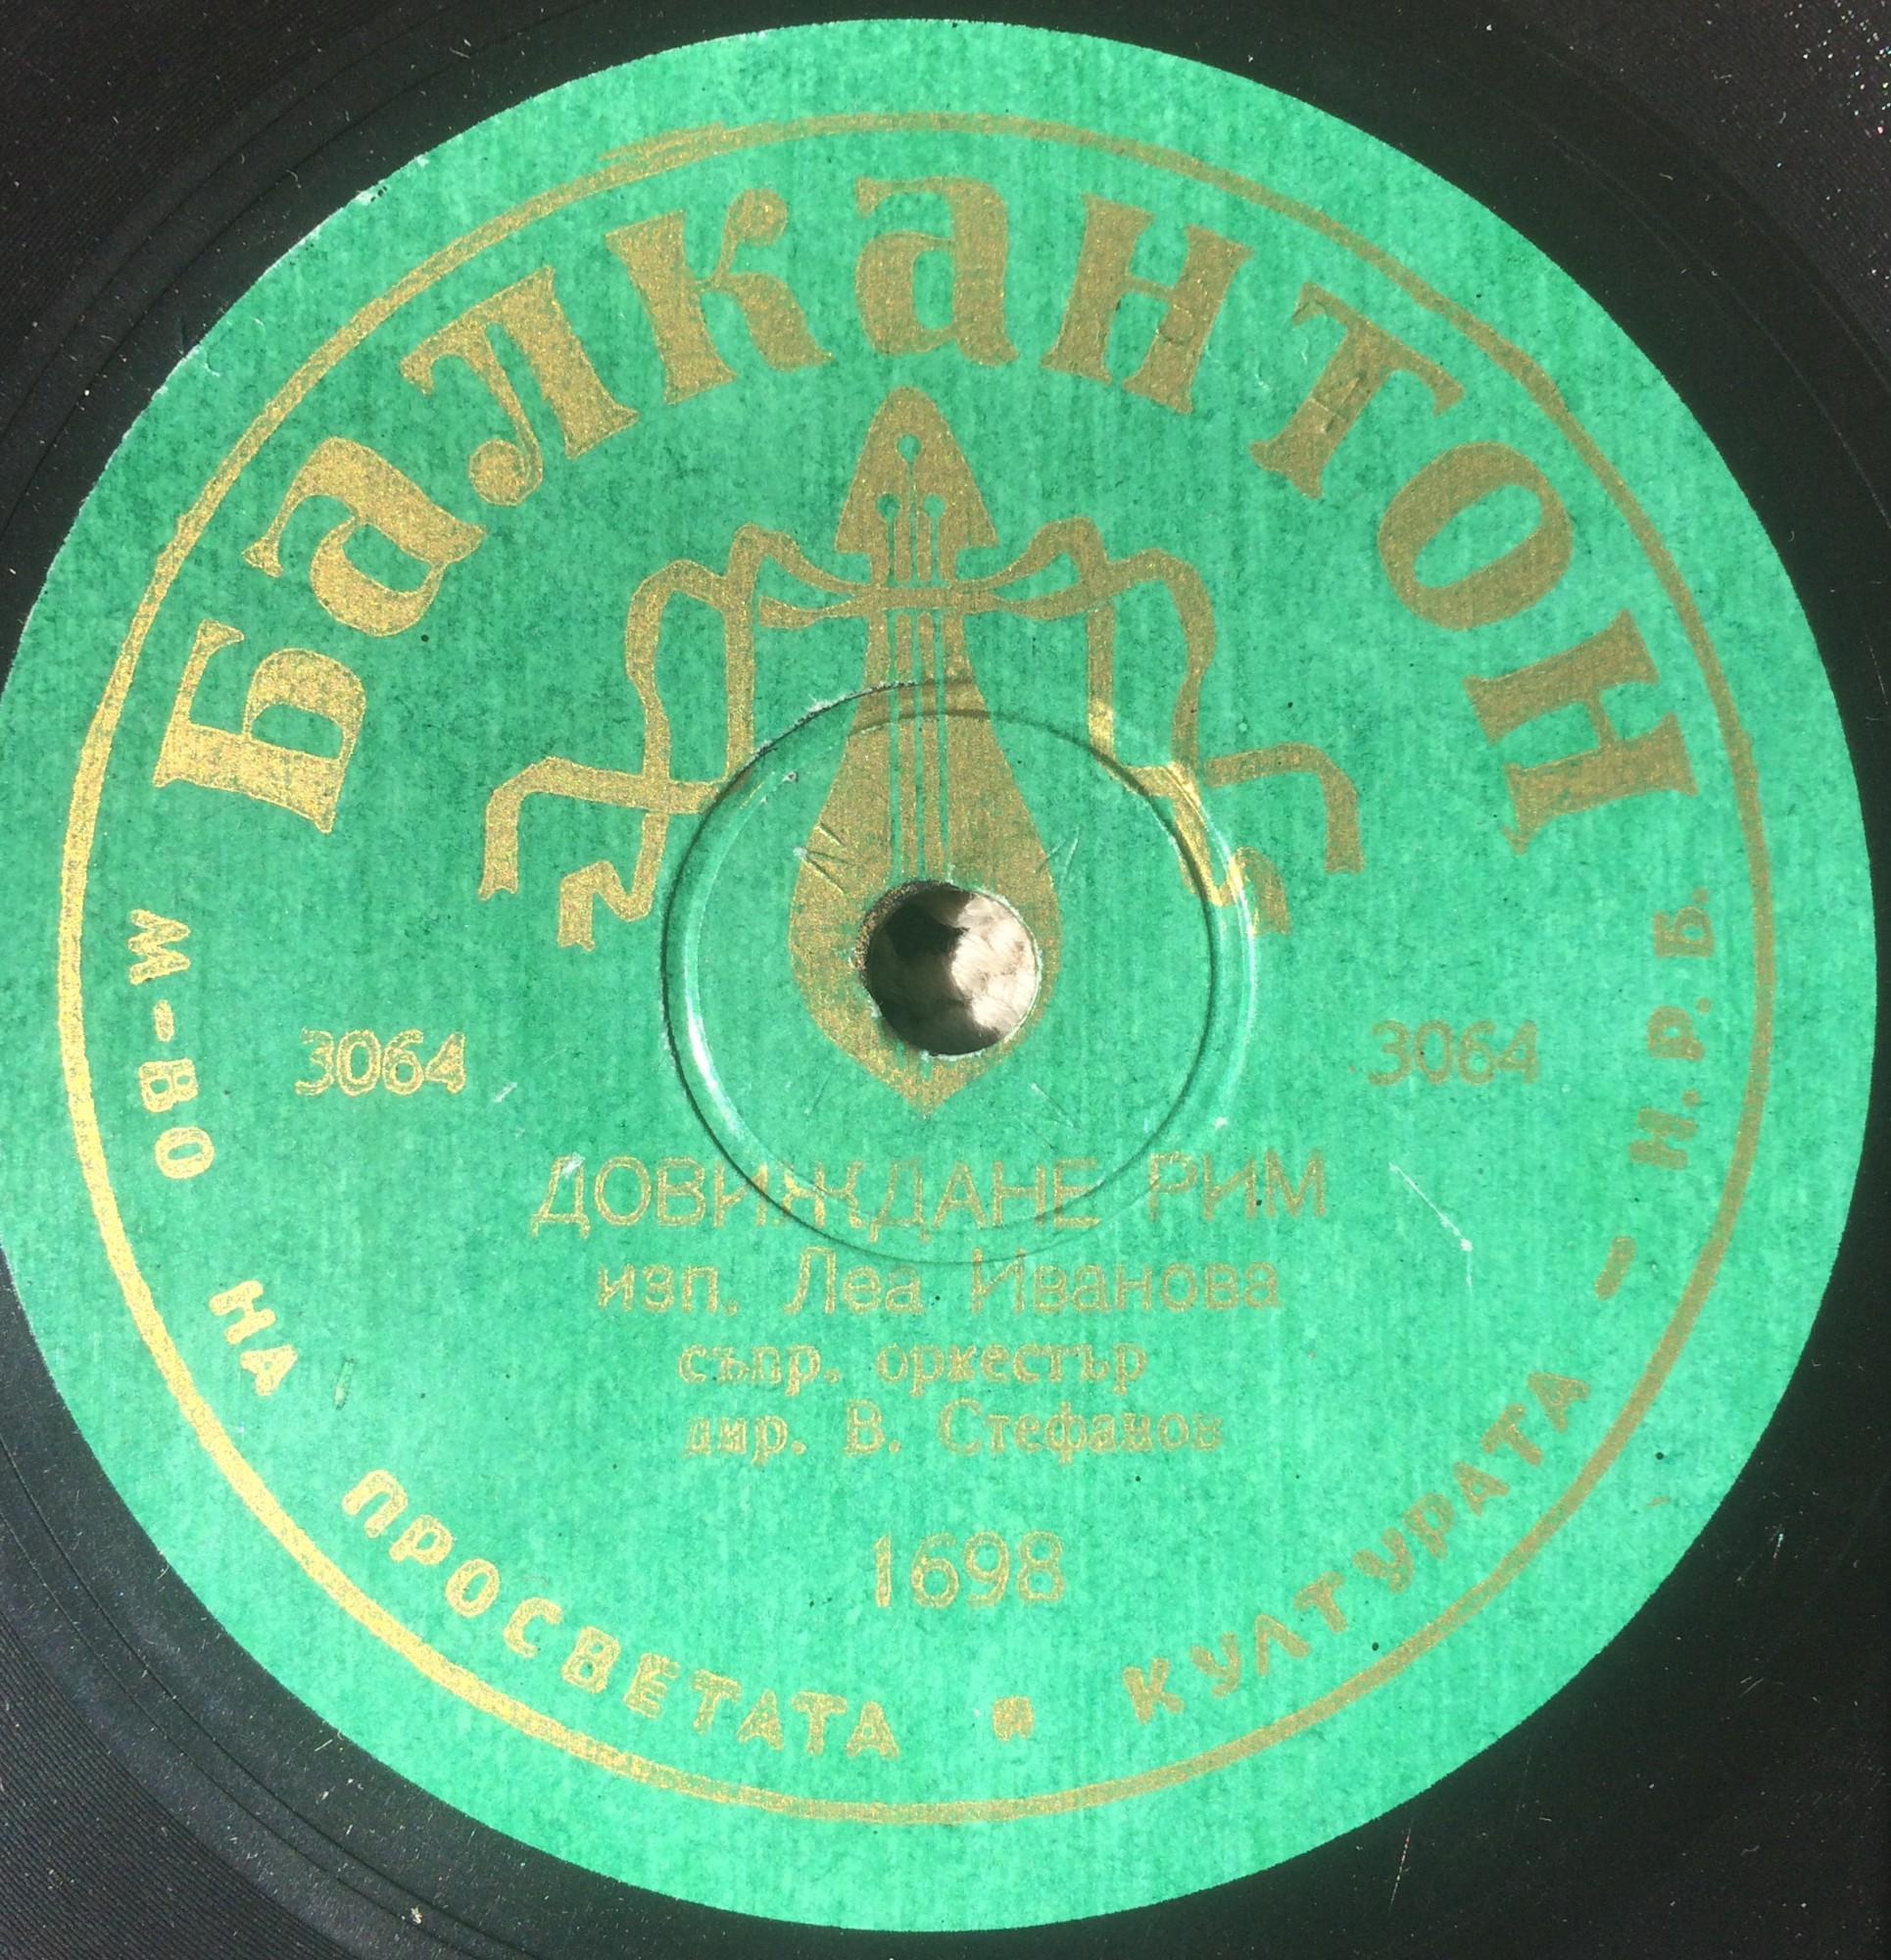 Балкантон
3064 3064
ДОВИЖДАНЕ РИМ
изп. Леа Иванова
съпр. оркестър
дир. В. Стефанов
1698
М-ВО НА ПРОСВЕТАТА И КУЛТУРАТА - Н.Р.Б.